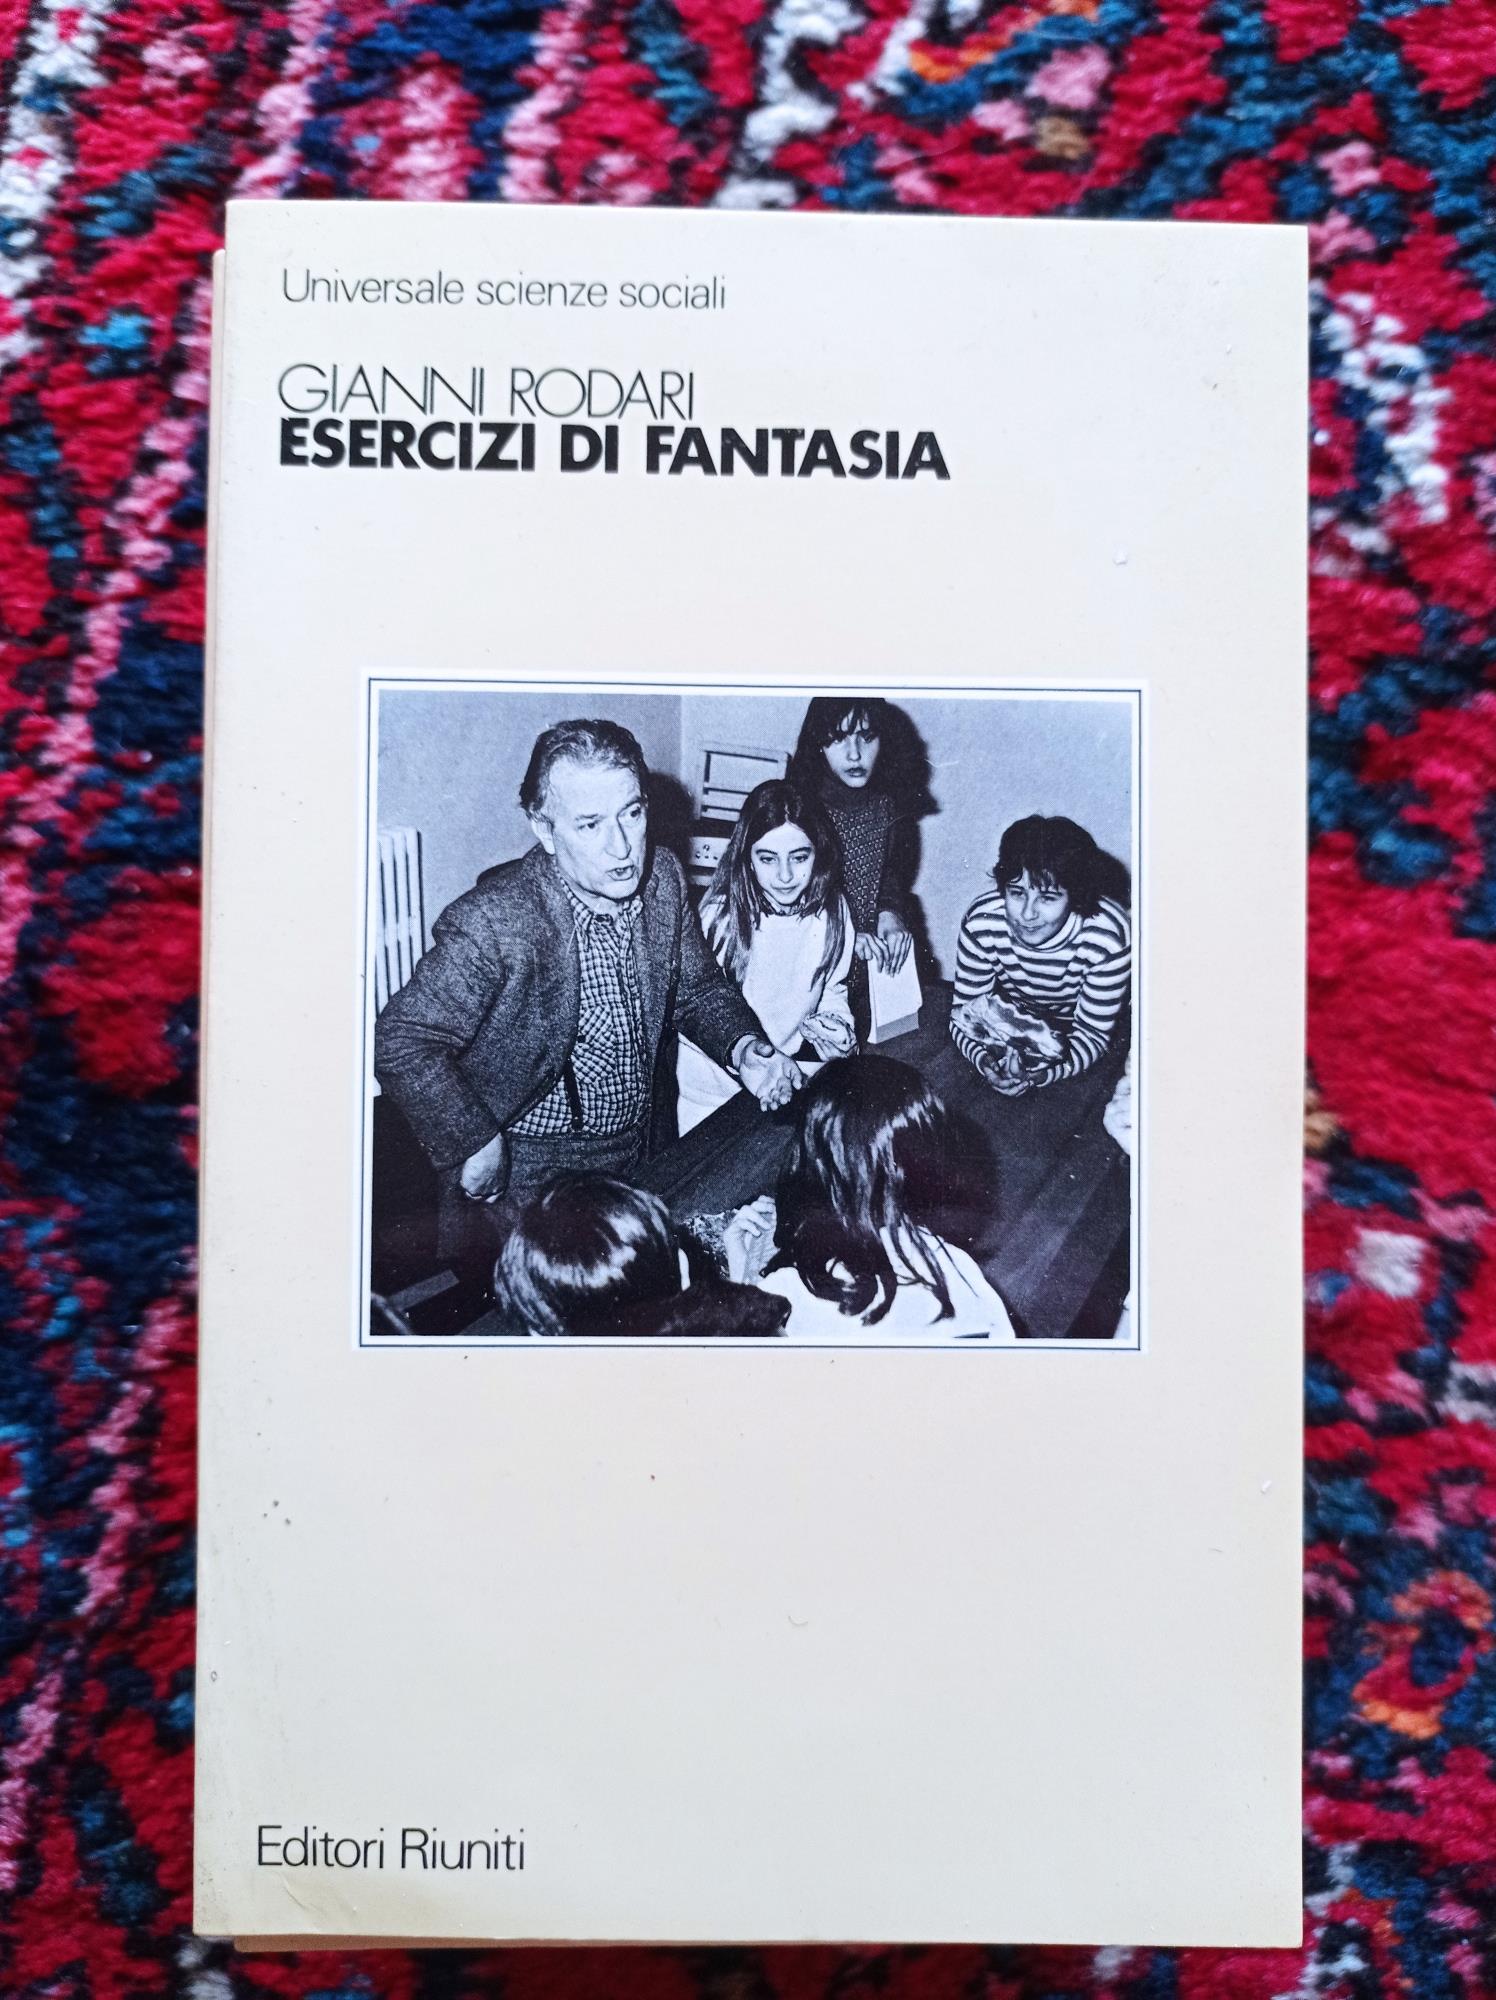 Universale scienze sociali
GIANNI RODARI
ESERCIZI DI FANTASIA
Editori Riuniti